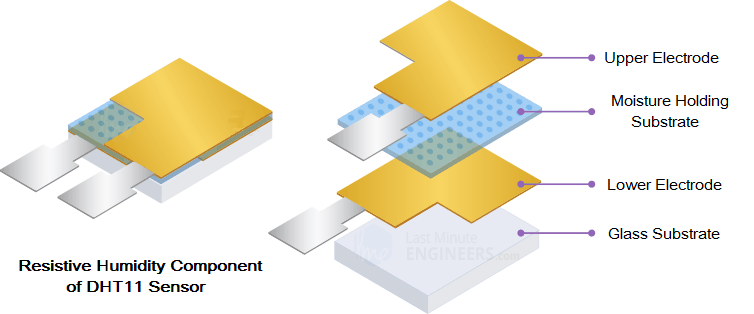 Upper Electrode
Moisture Holding
Substrate
Lower Electrode
Glass Substrate
Last Minute
ENGINEERS.com
Resistive Humidity Component
of DHT11 Sensor